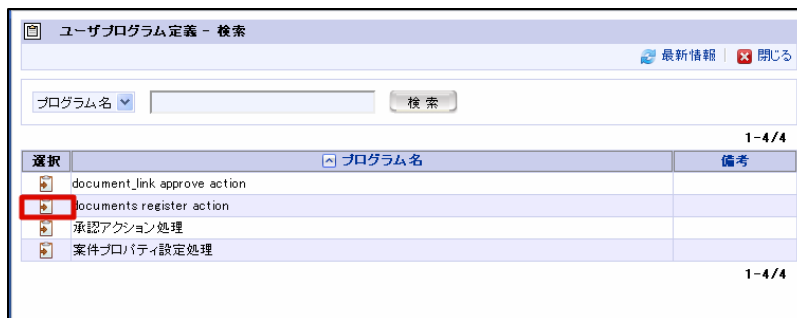 ユーザプログラム定義 - 検索
最新情報 閉じる
プログラム名 検索
1-4/4
選択 プログラム名 備考
document_link approve action
documents register action
承認アクション処理
案件プロパティ設定処理
1-4/4